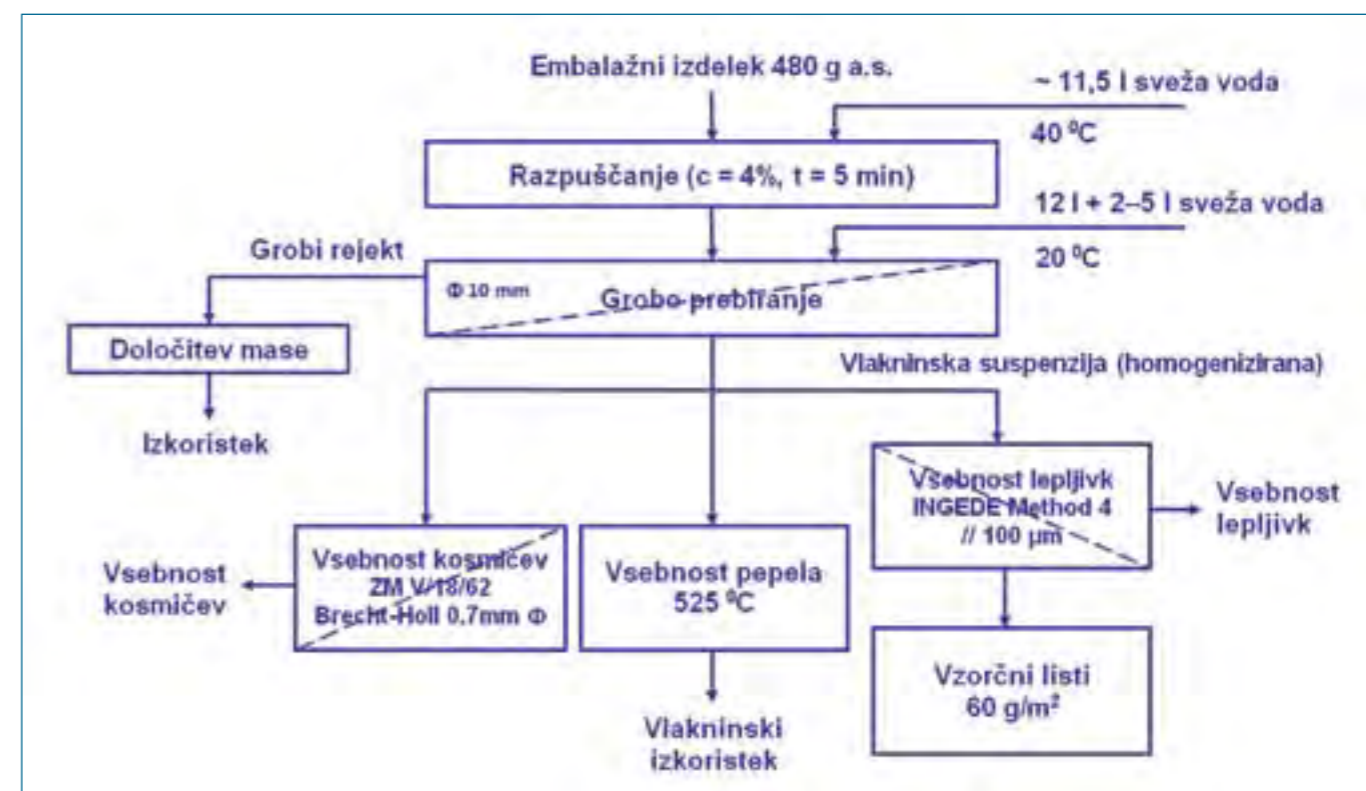 Embalažni izdelek 480 g a.s.
~ 11,5 l sveža voda
40 ⁰C
Razpuščanje (c = 4%, t = 5 min)
12 l + 2–5 l sveža voda
20 ⁰C
Grobi rejekt
Φ 10 mm
Grobo prebiranje
Določitev mase
Vlakninska suspenzija (homogenizirana)
Izkoristek
Vsebnost lepljivk
INGEDE Method 4
// 100 µm
Vsebnost
lepljivk
Vsebnost kosmičev
ZM V/18/62
Brecht-Holl 0.7mm Φ
Vsebnost
kosmičev
Vsebnost pepela
525 ⁰C
Vzorčni listi
60 g/m²
Vlakninski
izkoristek